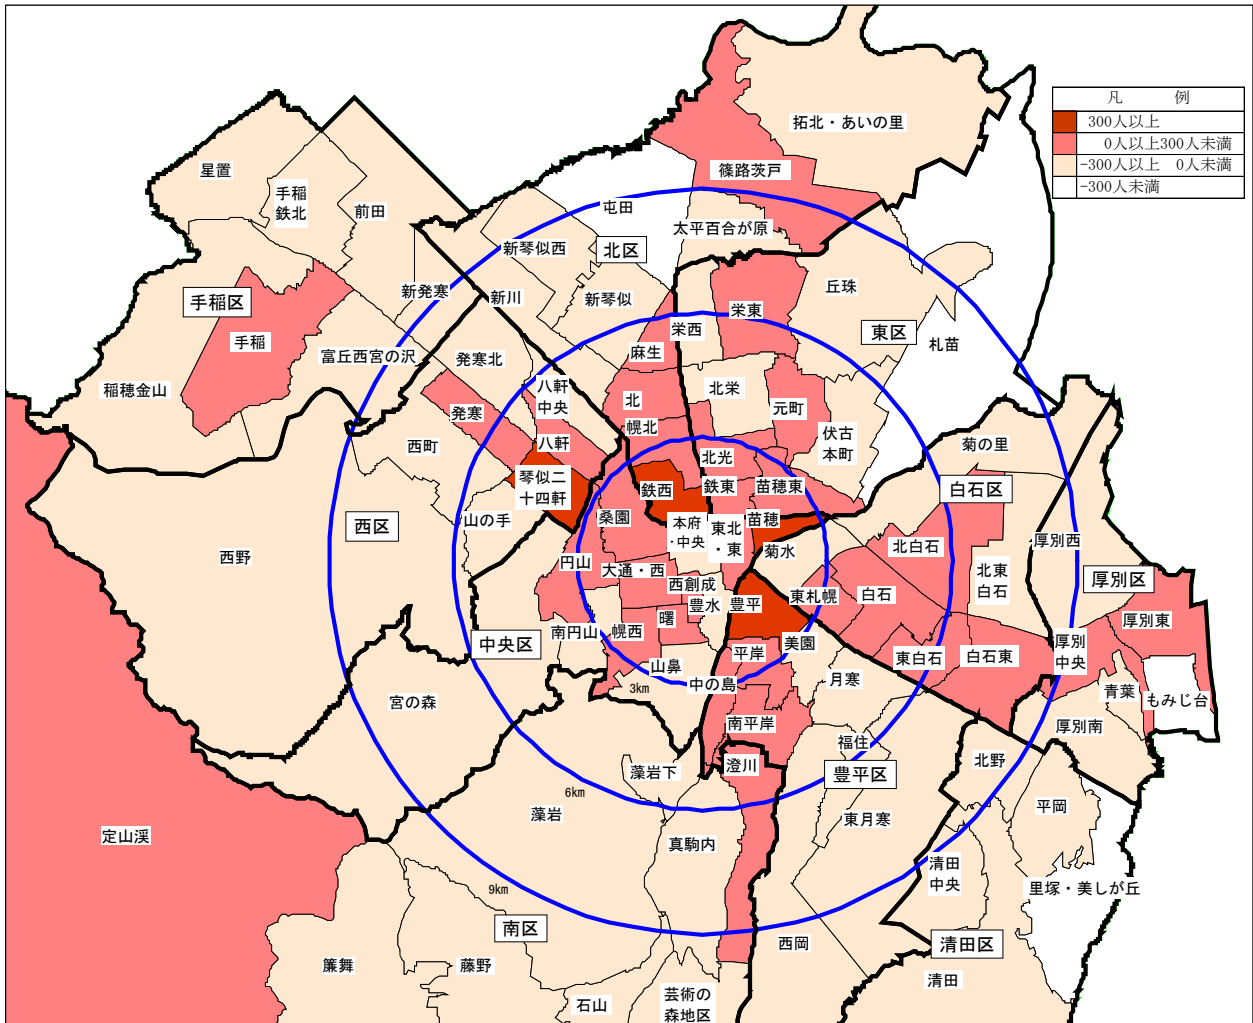 凡　例
300人以上
0人以上300人未満
-300人以上　0人未満
-300人未満
拓北・あいの里
篠路茨戸
星置
手稲
鉄北
前田
屯田
太平百合が原
新琴似西
北区
新琴似
丘珠
新発寒
新川
手稲区
手稲
栄東
栄西
東区
札苗
富丘西宮の沢
発寒北
麻生
稲穂金山
八軒
中央
北
北栄
元町
発寒
幌北
伏古
本町
菊の里
西町
八軒
北光
琴似二
十四軒
鉄西
鉄東
苗穂東
白石区
西区
山の手
桑園
本府
・中央
東北
・東
苗穂
菊水
北白石
厚別西
西野
円山
大通・西
西創成
北東
白石
厚別区
豊水
豊平
東札幌
白石
厚別東
中央区
南円山
幌西
曙
美園
平岸
東白石
白石東
厚別
中央
山鼻
中の島
3km
月寒
青葉
もみじ台
宮の森
南平岸
厚別南
福住
藻岩下
澄川
豊平区
北野
6km
藻岩
東月寒
平岡
定山渓
真駒内
清田
中央
里塚・美しが丘
9km
南区
西岡
清田区
簾舞
藤野
石山
芸術の
森地区
清田